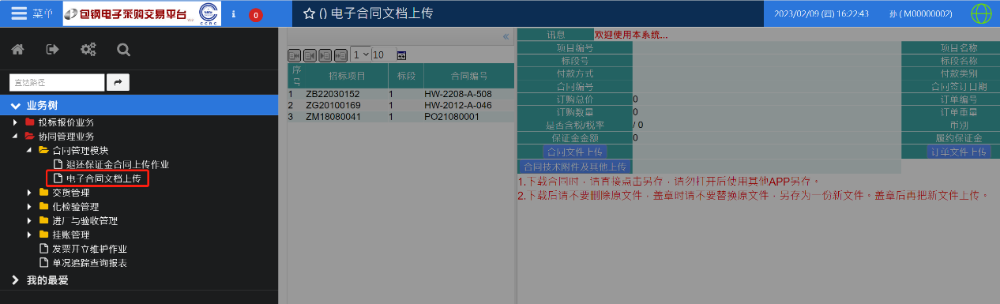 菜单
包钢电子采购交易平台
CCRC
i
0
() 电子合同文档上传
2023/02/09 (四) 16:22:43
孙 ( M00000002)
直达路径
业务树
投标报价业务
协同管理业务
合同管理模块
退还保证金合同上传作业
电子合同文档上传
交货管理
化检验管理
进厂与验收管理
挂账管理
发票开立维护作业
单况追踪查询报表
我的最爱
«
1 10
序号 招标项目 标段 合同编号
1 ZB22030152 1 HW-2208-A-508
2 ZG20100169 1 HW-2012-A-046
3 ZM18080041 1 PO21080001
讯息 欢迎使用本系统...
项目编号 项目名称
标段号 标段名称
付款方式 付款类别
合同编号 合同签订日期
订购总价 0 订单编号
订购数量 0 订单重量
是否含税/税率 / 0 币别
保证金金额 0 履约保证金
合同文件上传 订单文件上传
合同技术附件及其他上传
1.下载合同时，请直接点击另存，请勿打开后使用其他APP另存。
2.下载后请不要删除原文件，盖章时请不要替换原文件，另存为一份新文件。盖章后再把新文件上传。